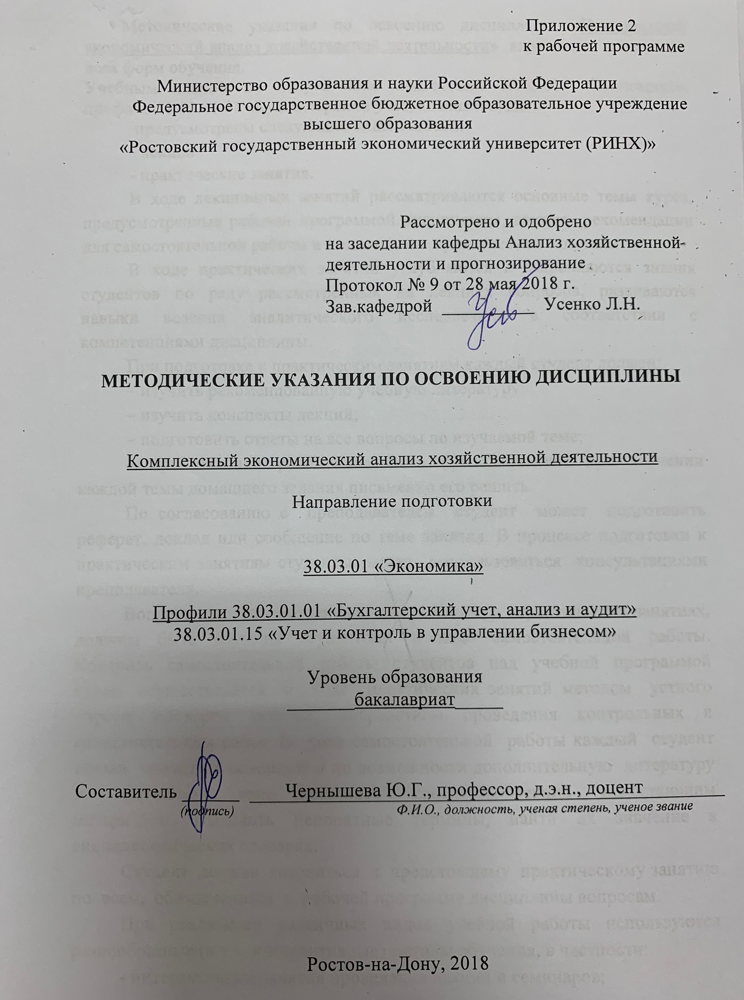 Приложение 2
к рабочей программе
Министерство образования и науки Российской Федерации
Федеральное государственное бюджетное образовательное учреждение
высшего образования
«Ростовский государственный экономический университет (РИНХ)»
Рассмотрено и одобрено
на заседании кафедры Анализ хозяйственной
деятельности и прогнозирование
Протокол № 9 от 28 мая 2018 г.
Зав.кафедрой ___________ Усенко Л.Н.
МЕТОДИЧЕСКИЕ УКАЗАНИЯ ПО ОСВОЕНИЮ ДИСЦИПЛИНЫ
Комплексный экономический анализ хозяйственной деятельности
Направление подготовки
38.03.01 «Экономика»
Профили 38.03.01.01 «Бухгалтерский учет, анализ и аудит»
38.03.01.15 «Учет и контроль в управлении бизнесом»
Уровень образования
бакалавриат
Составитель ______ Чернышева Ю.Г., профессор, д.э.н., доцент
(подпись) Ф.И.О., должность, ученая степень, ученое звание
Ростов-на-Дону, 2018